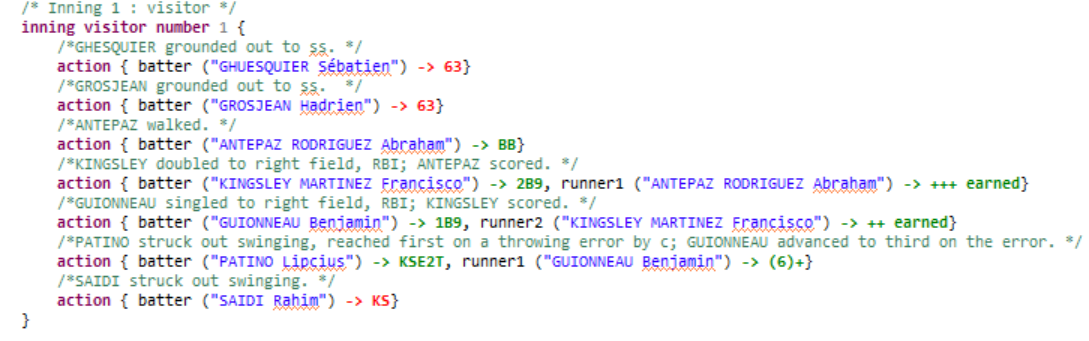 /* Inning 1 : visitor */
inning visitor number 1 {
/*GHESQUIER grounded out to ss. */
action { batter ("GHUESQUIER Sébatien") -> 63}
/*GROSJEAN grounded out to ss.  */
action { batter ("GROSJEAN Hadrien") -> 63}
/*ANTEPAZ walked. */
action { batter ("ANTEPAZ RODRIGUEZ Abraham") -> BB}
/*KINGSLEY doubled to right field, RBI; ANTEPAZ scored. */
action { batter ("KINGSLEY MARTINEZ Francisco") -> 2B9, runner1 ("ANTEPAZ RODRIGUEZ Abraham") -> +++ earned}
/*GUIONNEAU singled to right field, RBI; KINGSLEY scored. */
action { batter ("GUIONNEAU Benjamin") -> 1B9, runner2 ("KINGSLEY MARTINEZ Francisco") -> ++ earned}
/*PATINO struck out swinging, reached first on a throwing error by c; GUIONNEAU advanced to third on the error. */
action { batter ("PATINO Lipcius") -> KSE2T, runner1 ("GUIONNEAU Benjamin") -> (6)+}
/*SAIDI struck out swinging. */
action { batter ("SAIDI Rahim") -> KS}
}